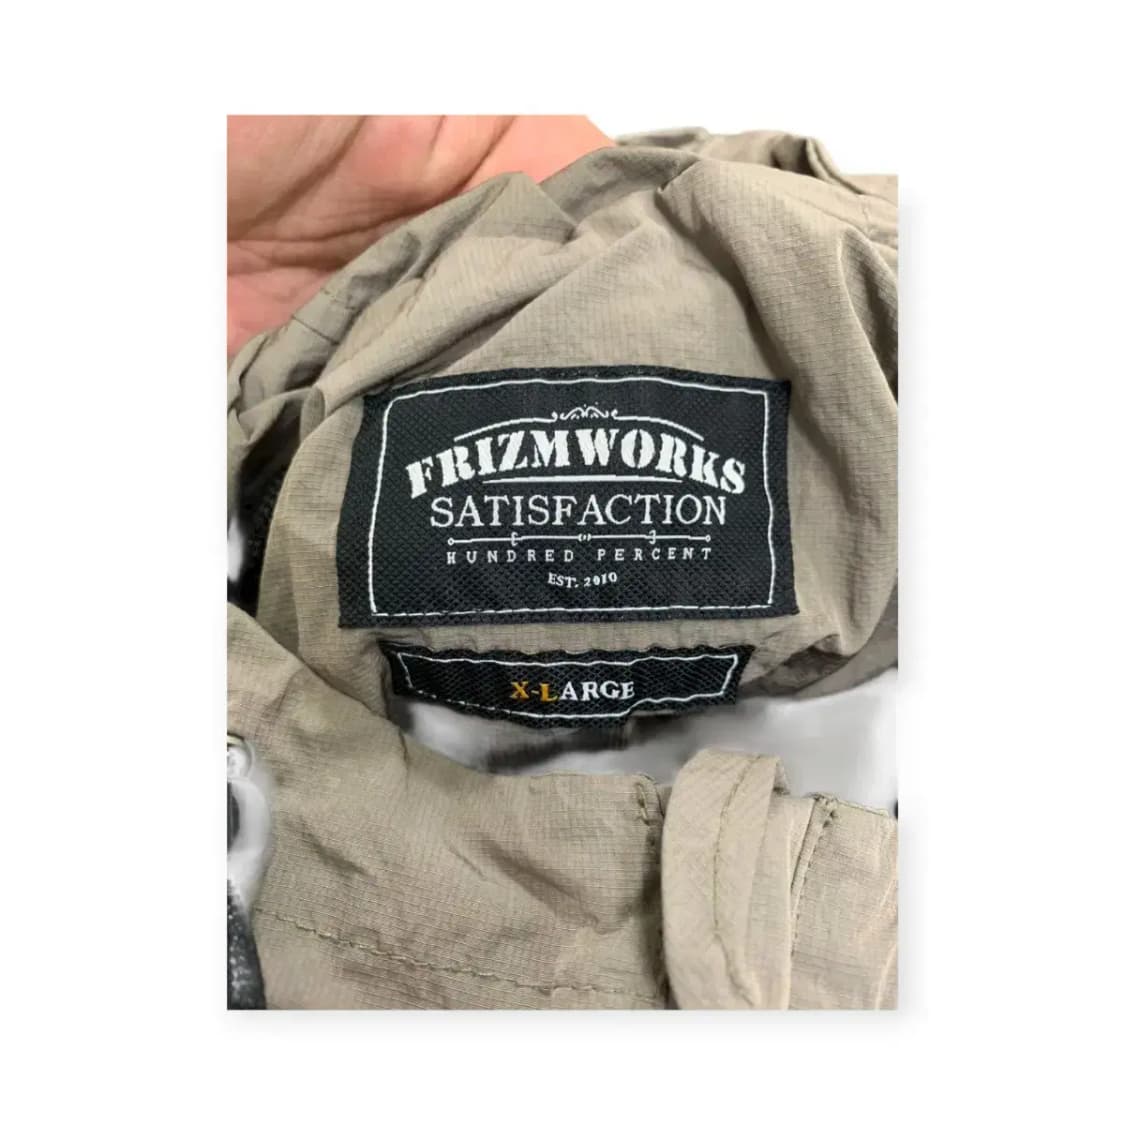 FRIZMWORKS
SATISFACTION
HUNDRED PERCENT
EST. 2010
X-LARGE